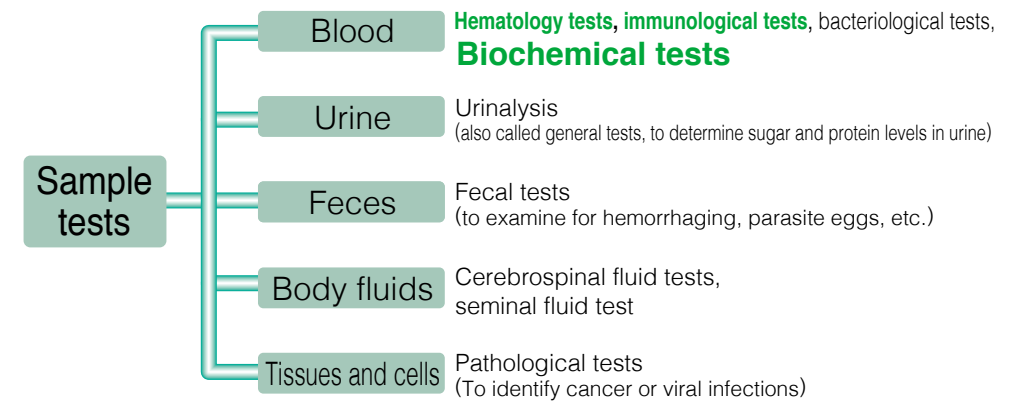 Sample
tests
Blood
Hematology tests, immunological tests, bacteriological tests,
Biochemical tests
Urine
Urinalysis
(also called general tests, to determine sugar and protein levels in urine)
Feces
Fecal tests
(to examine for hemorrhaging, parasite eggs, etc.)
Body fluids
Cerebrospinal fluid tests,
seminal fluid test
Tissues and cells
Pathological tests
(To identify cancer or viral infections)